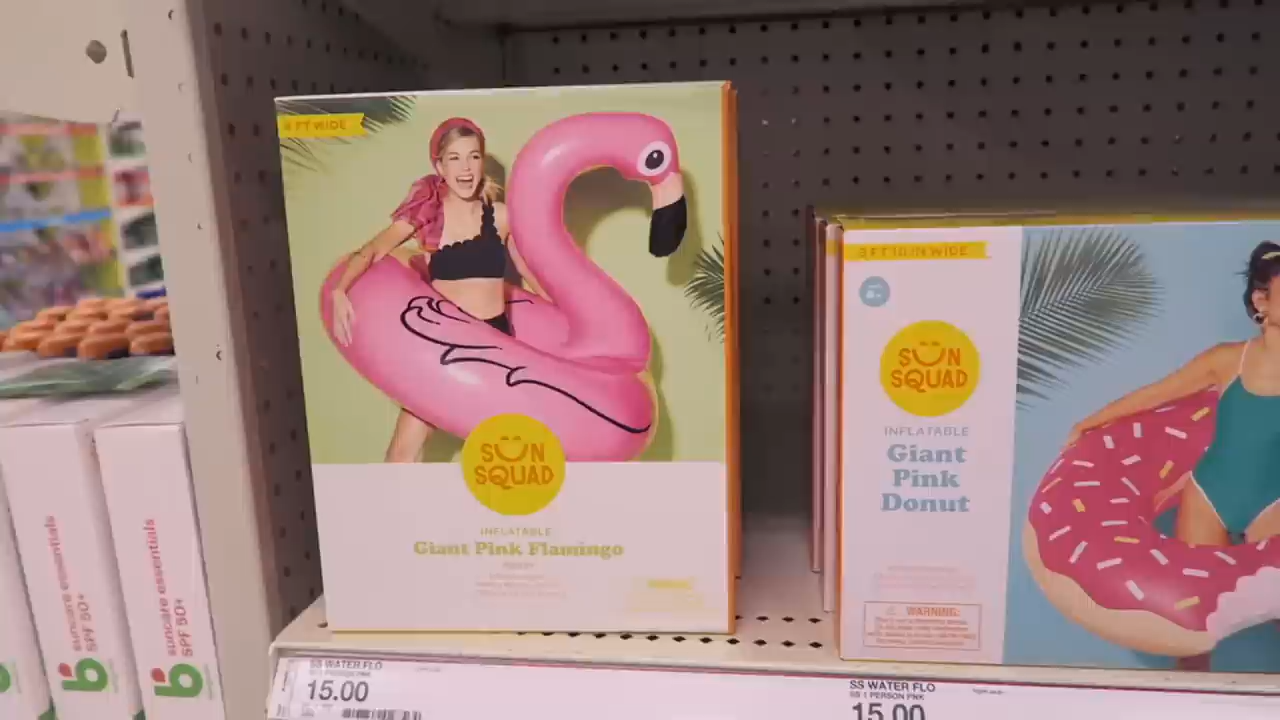 4 FT WIDE
SUN
SQUAD
INFLATABLE
Giant Pink Flamingo
3 FT 10 IN WIDE
SUN
SQUAD
INFLATABLE
Giant
Pink
Donut
WARNING:
suncare essentials
SPF 50+
b
suncare essentials
SPF 50+
b
SS WATER FLO
15.00
SS WATER FLO
SS 1 PERSON PNK
15.00